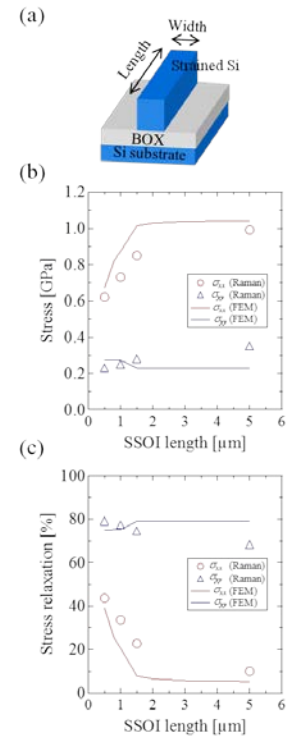 (a)
Width
Length
Strained Si
BOX
Si substrate
(b)
1.2
1.0
0.8
0.6
0.4
0.2
0.0
Stress [GPa]
σxx (Raman)
σyy (Raman)
σxx (FEM)
σyy (FEM)
0 1 2 3 4 5 6
SSOI length [µm]
(c)
100
80
60
40
20
0
Stress relaxation [%]
σxx (Raman)
σyy (Raman)
σxx (FEM)
σyy (FEM)
0 1 2 3 4 5 6
SSOI length [µm]